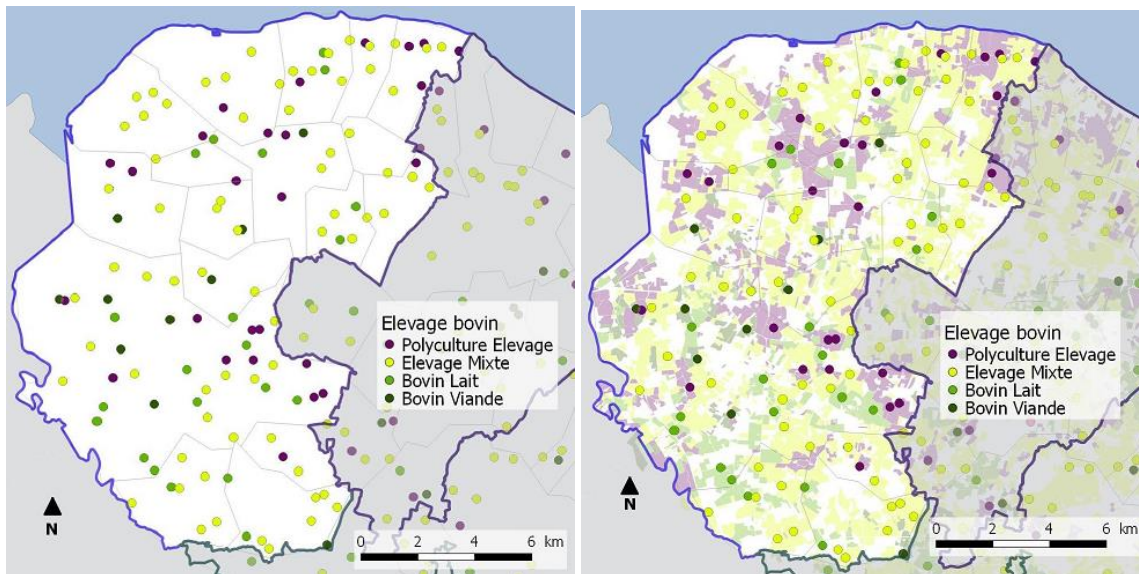 Elevage bovin
Polyculture Elevage
Elevage Mixte
Bovin Lait
Bovin Viande
N
0 2 4 6 km
Elevage bovin
Polyculture Elevage
Elevage Mixte
Bovin Lait
Bovin Viande
N
0 2 4 6 km